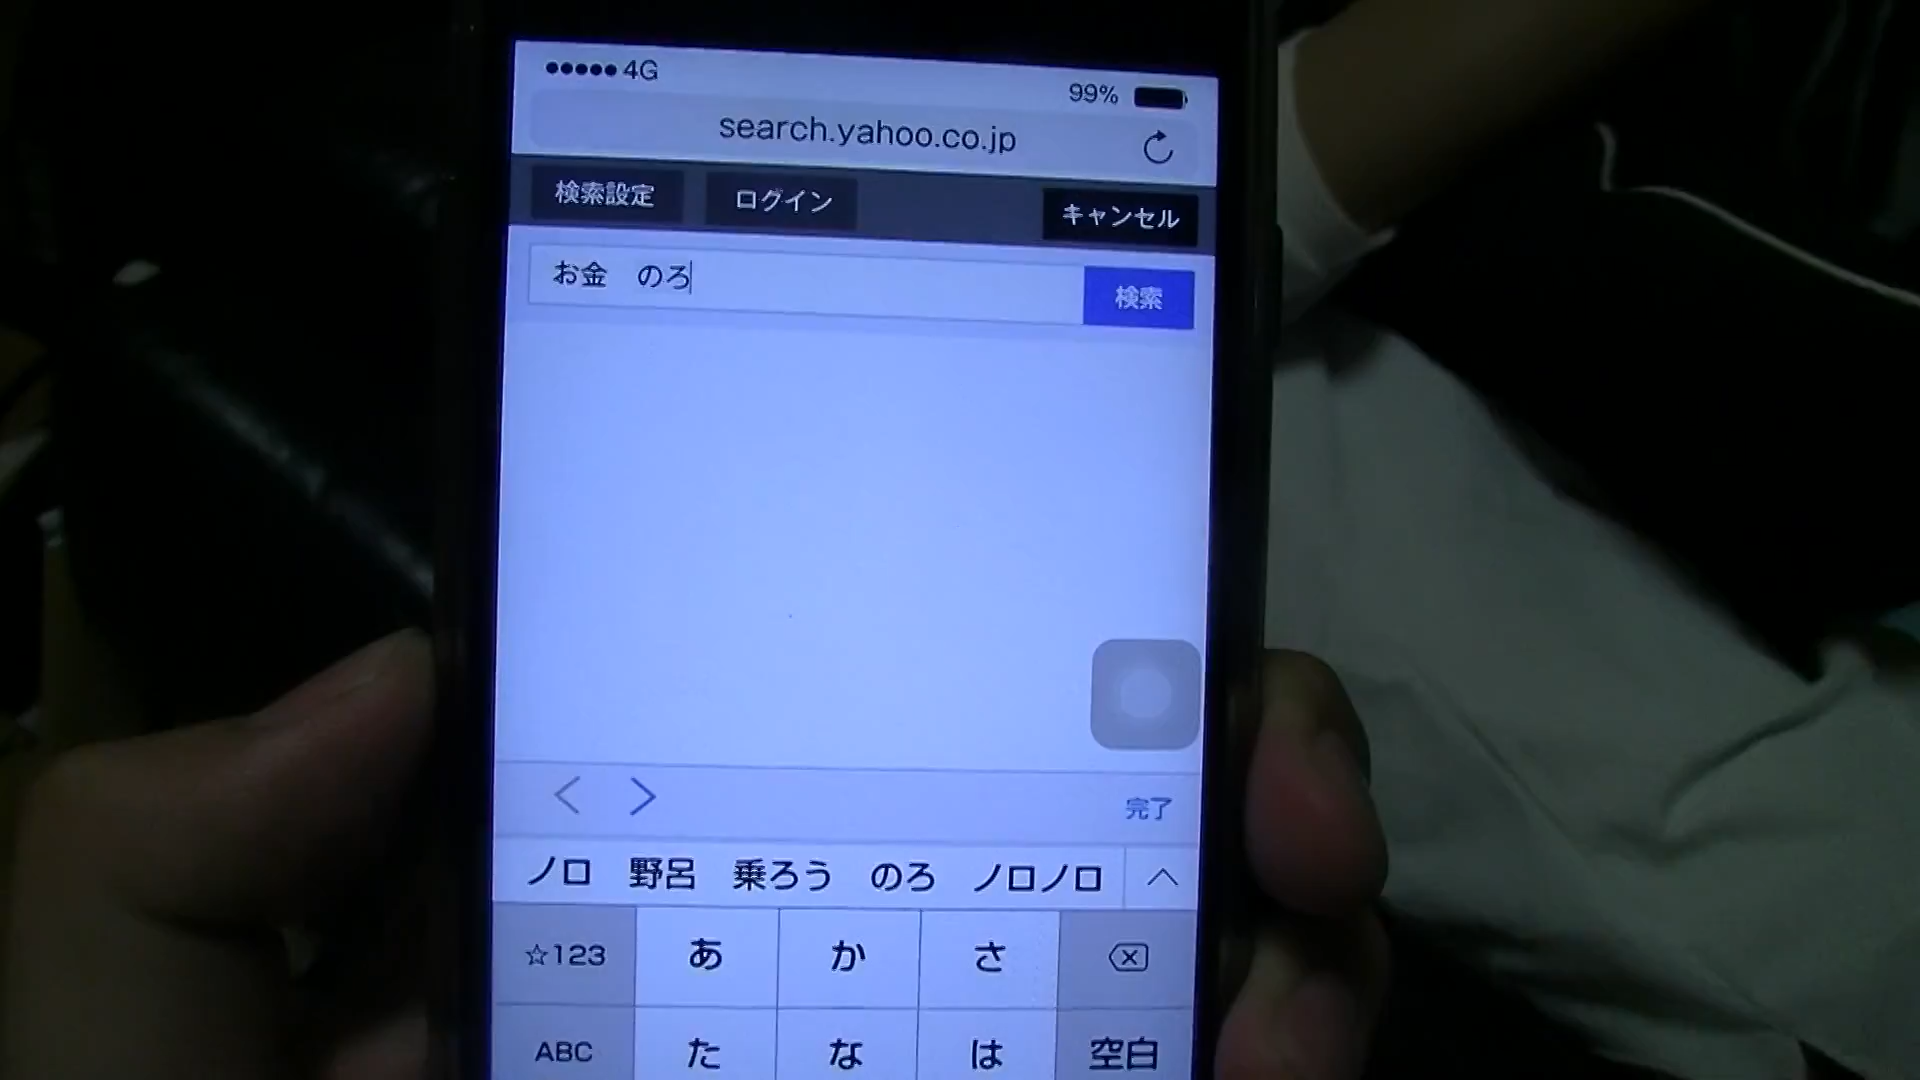 ●●●●● 4G
99%
search.yahoo.co.jp
検索設定 ログイン キャンセル
お金　のろ 検索
完了
ノロ 野呂 乗ろう のろ ノロノロ
☆123 あ か さ
ABC た な は 空白